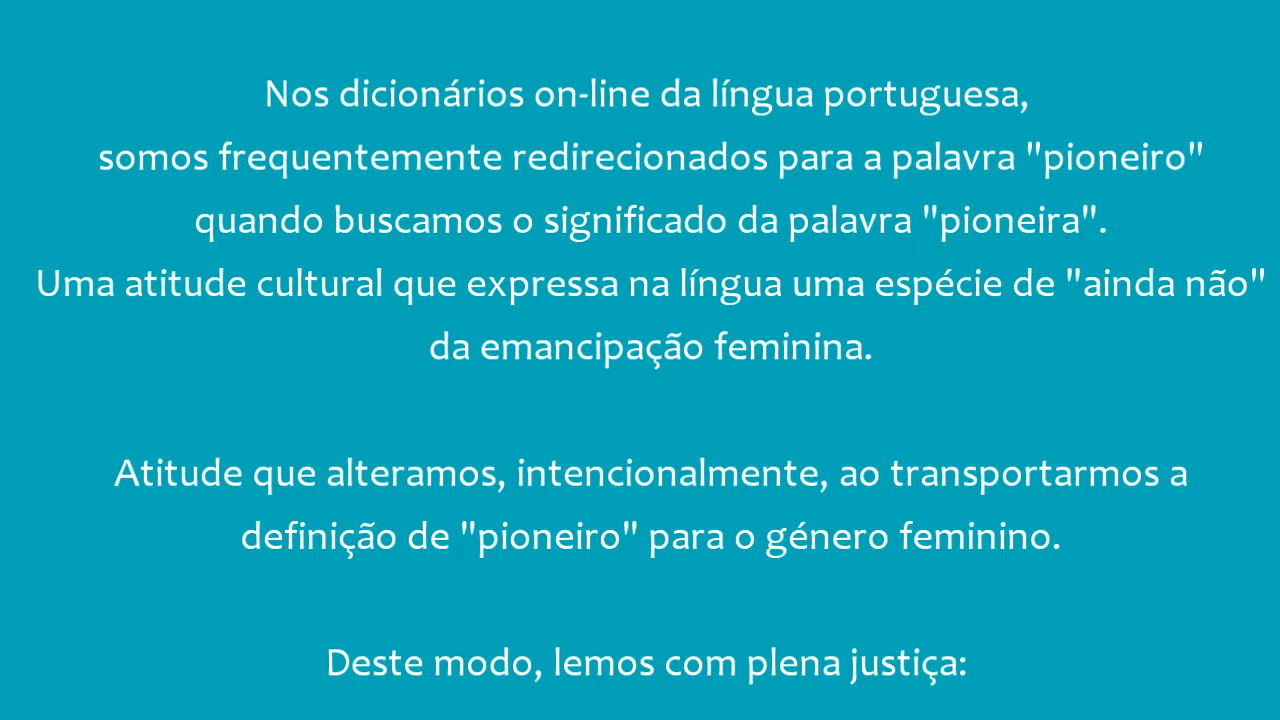 Nos dicionários on-line da língua portuguesa,
somos frequentemente redirecionados para a palavra "pioneiro"
quando buscamos o significado da palavra "pioneira".
Uma atitude cultural que expressa na língua uma espécie de "ainda não"
da emancipação feminina.
Atitude que alteramos, intencionalmente, ao transportarmos a
definição de "pioneiro" para o género feminino.
Deste modo, lemos com plena justiça: